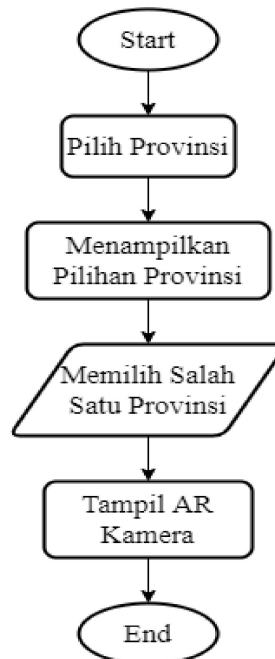 Start
Pilih Provinsi
Menampilkan
Pilihan Provinsi
Memilih Salah
Satu Provinsi
Tampil AR
Kamera
End